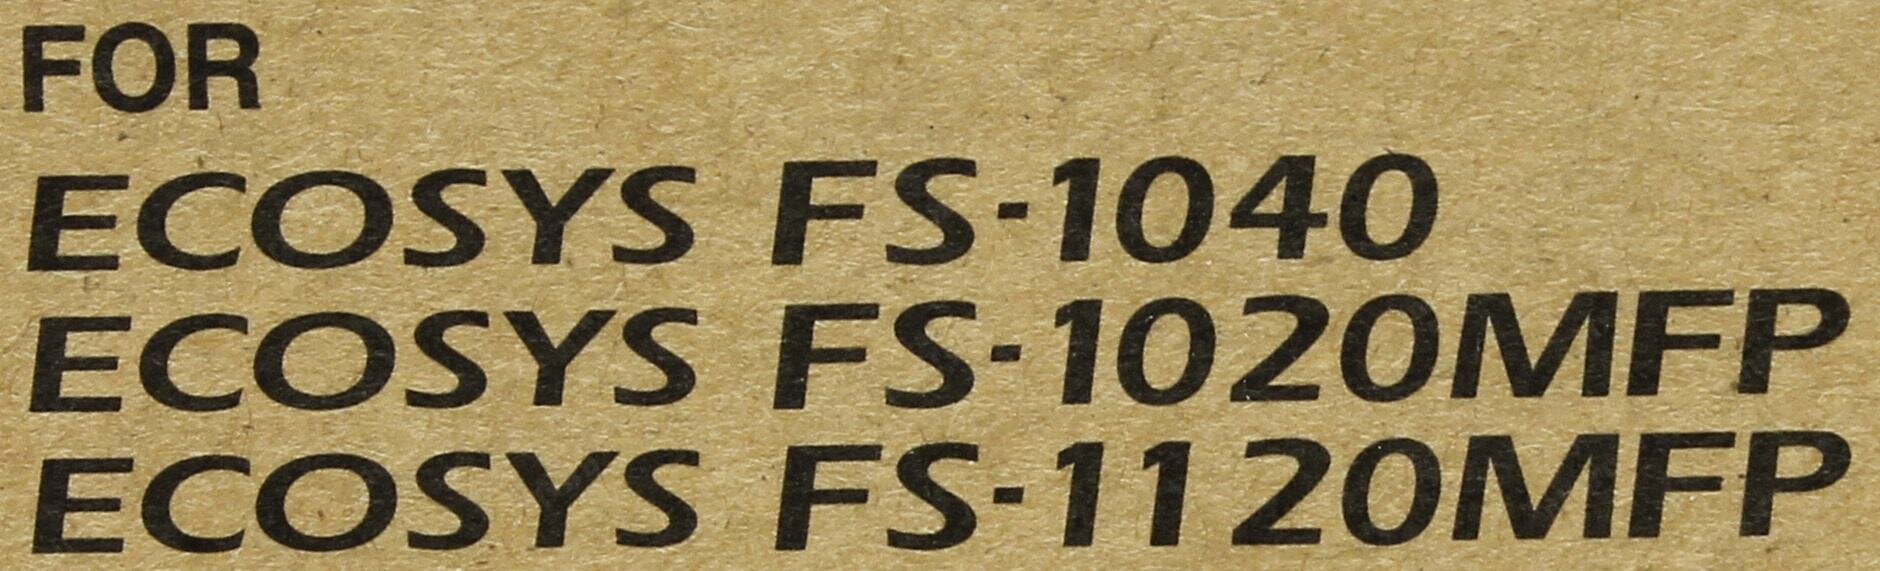 FOR
ECOSYS FS-1040
ECOSYS FS-1020MFP
ECOSYS FS-1120MFP